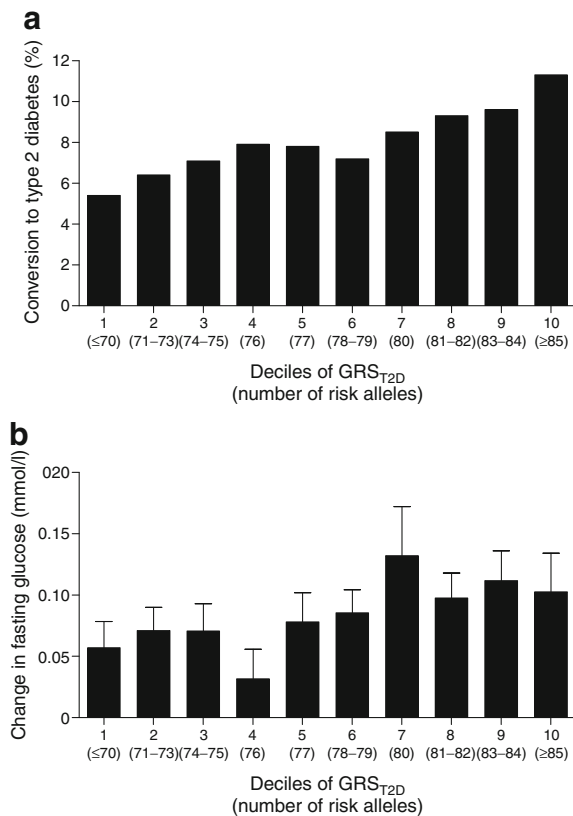 a
Conversion to type 2 diabetes (%)
12
10
8
6
4
2
0
1 2 3 4 5 6 7 8 9 10
(≤70) (71–73)(74–75) (76) (77) (78–79) (80) (81–82)(83–84) (≥85)
Deciles of GRST2D
(number of risk alleles)
b
Change in fasting glucose (mmol/l)
020
0.15
0.10
0.05
0
1 2 3 4 5 6 7 8 9 10
(≤70) (71–73)(74–75) (76) (77) (78–79) (80) (81–82)(83–84) (≥85)
Deciles of GRST2D
(number of risk alleles)